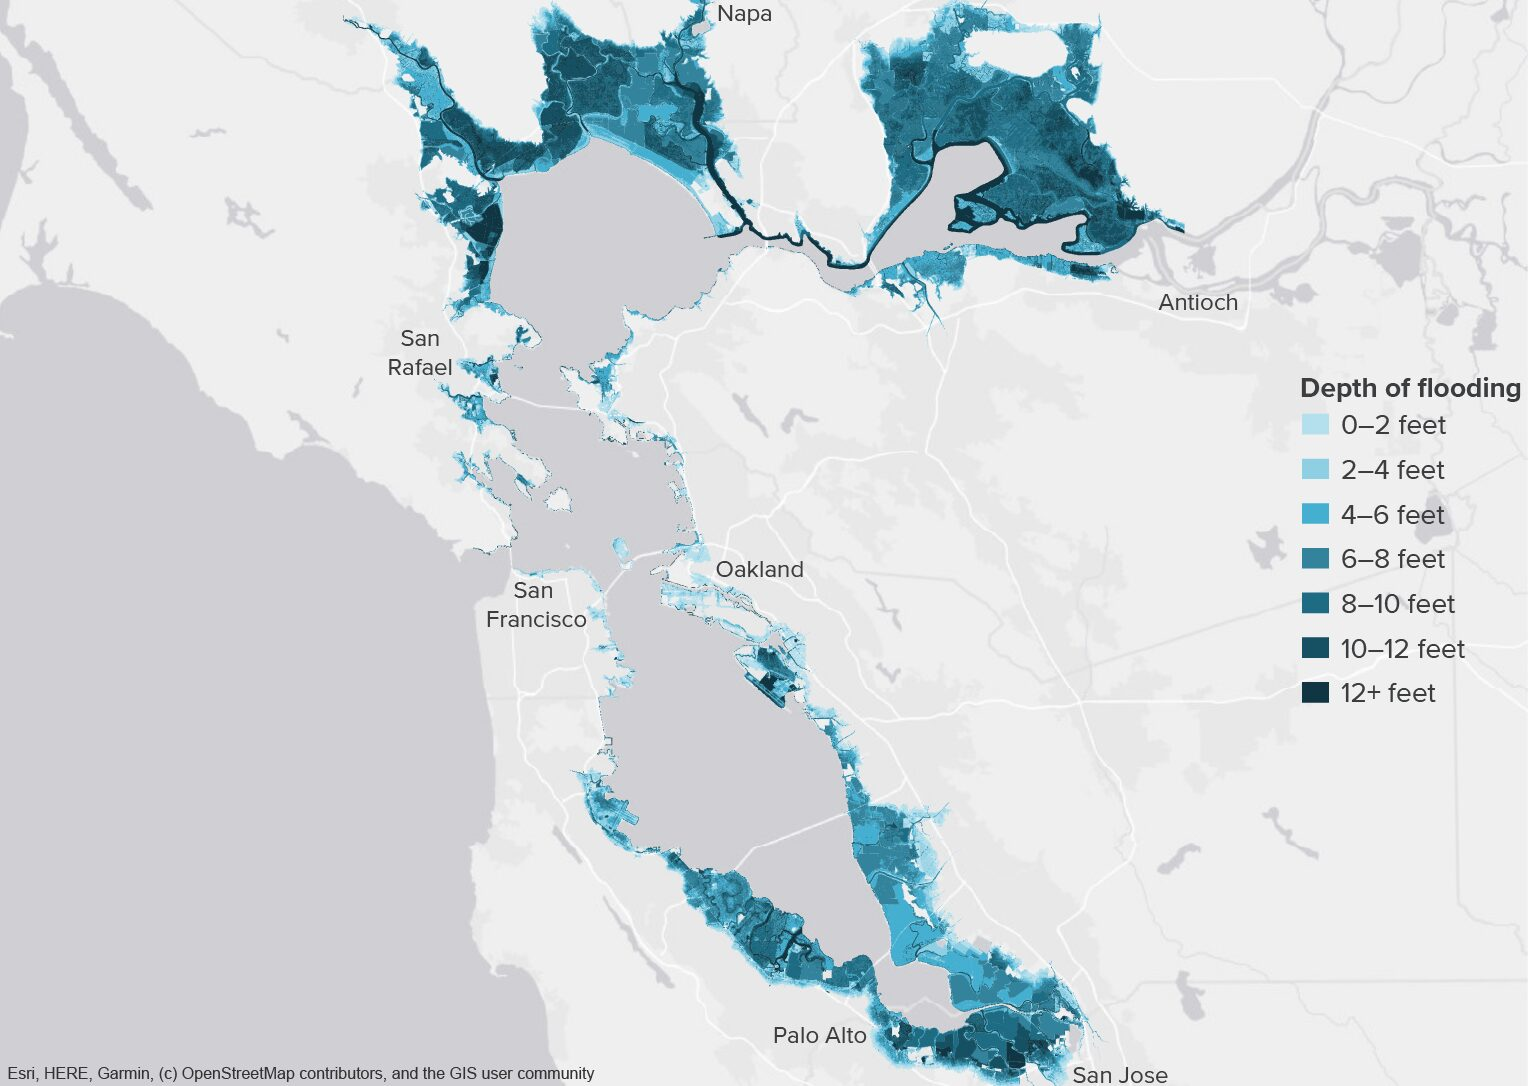 Napa
Antioch
San
Rafael
Depth of flooding
0–2 feet
2–4 feet
4–6 feet
6–8 feet
8–10 feet
10–12 feet
12+ feet
Oakland
San
Francisco
Palo Alto
San Jose
Esri, HERE, Garmin, (c) OpenStreetMap contributors, and the GIS user community